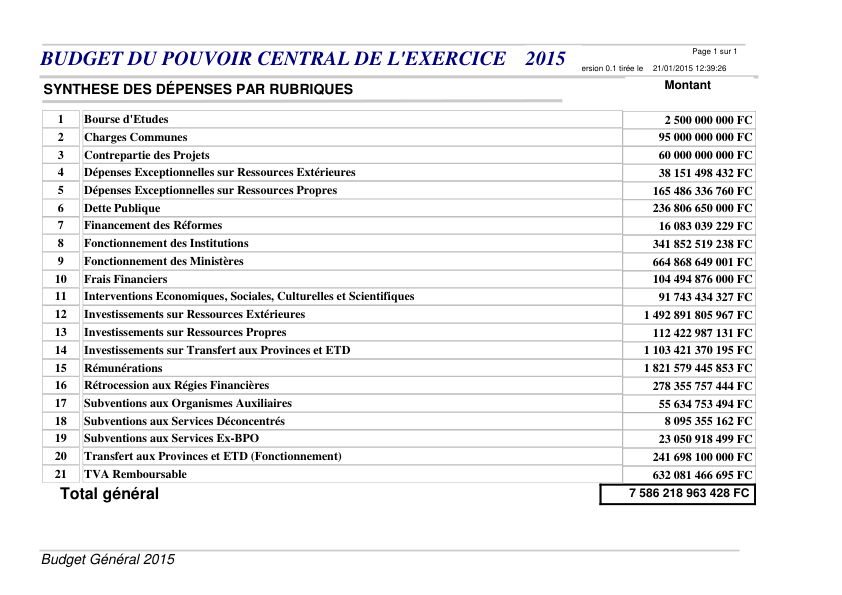 Page 1 sur 1
BUDGET DU POUVOIR CENTRAL DE L'EXERCICE 2015
ersion 0.1 tirée le 21/01/2015 12:39:26
SYNTHESE DES DÉPENSES PAR RUBRIQUES Montant
1 Bourse d'Etudes 2 500 000 000 FC
2 Charges Communes 95 000 000 000 FC
3 Contrepartie des Projets 60 000 000 000 FC
4 Dépenses Exceptionnelles sur Ressources Extérieures 38 151 498 432 FC
5 Dépenses Exceptionnelles sur Ressources Propres 165 486 336 760 FC
6 Dette Publique 236 806 650 000 FC
7 Financement des Réformes 16 083 039 229 FC
8 Fonctionnement des Institutions 341 852 519 238 FC
9 Fonctionnement des Ministères 664 868 649 001 FC
10 Frais Financiers 104 494 876 000 FC
11 Interventions Economiques, Sociales, Culturelles et Scientifiques 91 743 434 327 FC
12 Investissements sur Ressources Extérieures 1 492 891 805 967 FC
13 Investissements sur Ressources Propres 112 422 987 131 FC
14 Investissements sur Transfert aux Provinces et ETD 1 103 421 370 195 FC
15 Rémunérations 1 821 579 445 853 FC
16 Rétrocession aux Régies Financières 278 355 757 444 FC
17 Subventions aux Organismes Auxiliaires 55 634 753 494 FC
18 Subventions aux Services Déconcentrés 8 095 355 162 FC
19 Subventions aux Services Ex-BPO 23 050 918 499 FC
20 Transfert aux Provinces et ETD (Fonctionnement) 241 698 100 000 FC
21 TVA Remboursable 632 081 466 695 FC
Total général 7 586 218 963 428 FC
Budget Général 2015